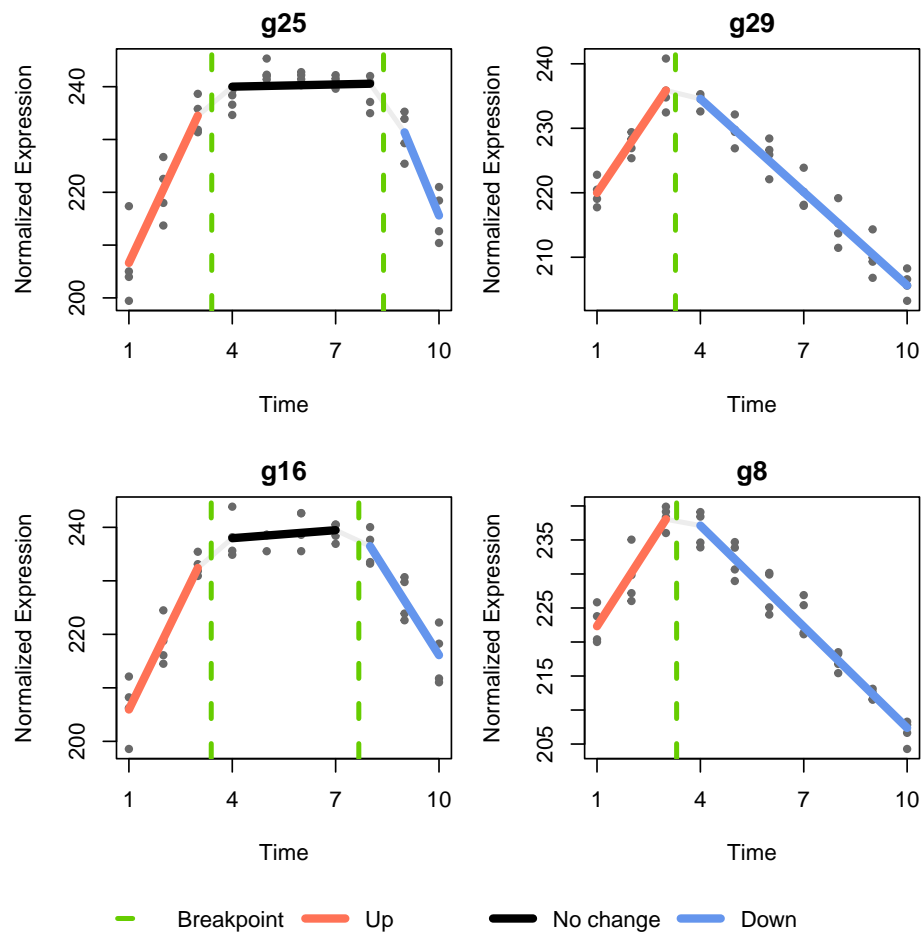 g25
Normalized Expression
200
220
240
1 4 7 10
Time
g29
Normalized Expression
210
220
230
240
1 4 7 10
Time
g16
Normalized Expression
200
220
240
1 4 7 10
Time
g8
Normalized Expression
205
215
225
235
1 4 7 10
Time
Breakpoint Up No change Down